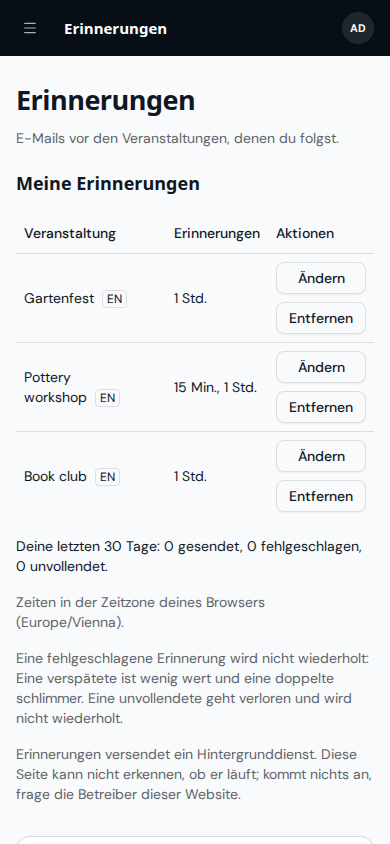 Erinnerungen
AD
Erinnerungen
E-Mails vor den Veranstaltungen, denen du folgst.
Meine Erinnerungen
Veranstaltung Erinnerungen Aktionen
Gartenfest EN 1 Std. Ändern
Entfernen
Pottery
workshop EN 15 Min., 1 Std. Ändern
Entfernen
Book club EN 1 Std. Ändern
Entfernen
Deine letzten 30 Tage: 0 gesendet, 0 fehlgeschlagen,
0 unvollendet.
Zeiten in der Zeitzone deines Browsers
(Europe/Vienna).
Eine fehlgeschlagene Erinnerung wird nicht wiederholt:
Eine verspätete ist wenig wert und eine doppelte
schlimmer. Eine unvollendete geht verloren und wird
nicht wiederholt.
Erinnerungen versendet ein Hintergrunddienst. Diese
Seite kann nicht erkennen, ob er läuft; kommt nichts an,
frage die Betreiber dieser Website.